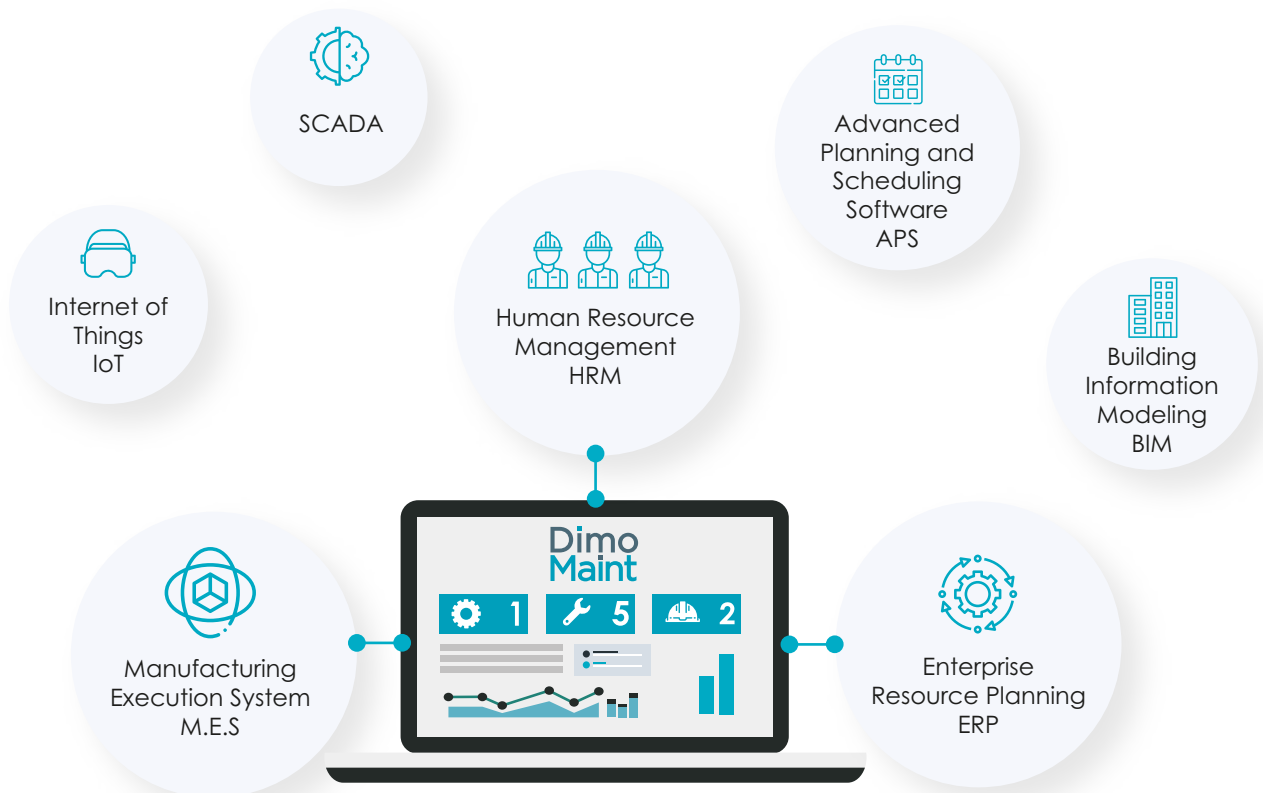 SCADA
Advanced
Planning and
Scheduling
Software
APS
Internet of
Things
IoT
Human Resource
Management
HRM
Building
Information
Modeling
BIM
Dimo
Maint
1
5
2
Manufacturing
Execution System
M.E.S
Enterprise
Resource Planning
ERP